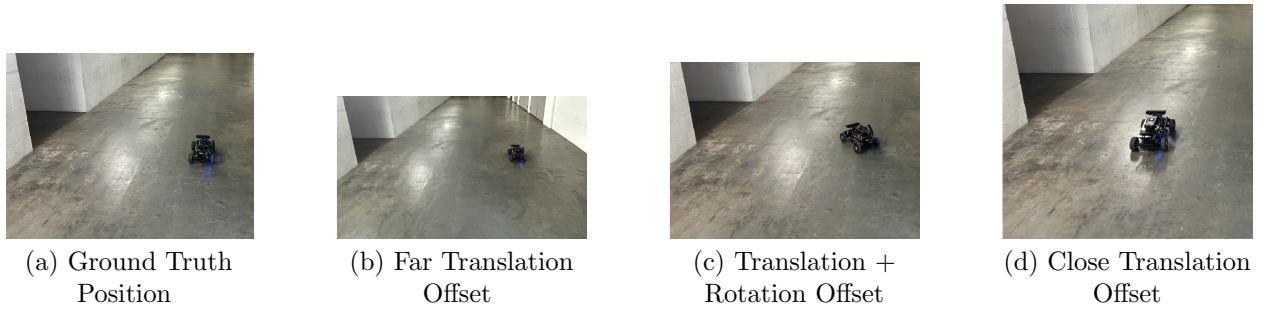 (a) Ground Truth
Position
(b) Far Translation
Offset
(c) Translation +
Rotation Offset
(d) Close Translation
Offset